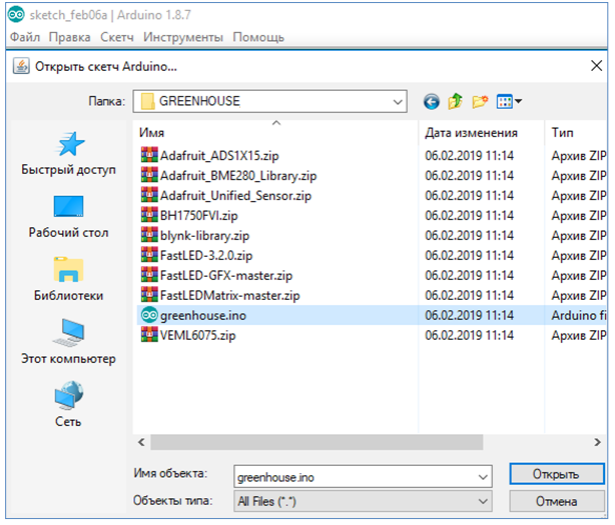 sketch_feb06a | Arduino 1.8.7
Файл Правка Скетч Инструменты Помощь
Открыть скетч Arduino...
Папка: GREENHOUSE
Имя Дата изменения Тип
Adafruit_ADS1X15.zip 06.02.2019 11:14 Архив ZIP
Adafruit_BME280_Library.zip 06.02.2019 11:14 Архив ZIP
Adafruit_Unified_Sensor.zip 06.02.2019 11:14 Архив ZIP
BH1750FVI.zip 06.02.2019 11:14 Архив ZIP
blynk-library.zip 06.02.2019 11:14 Архив ZIP
FastLED-3.2.0.zip 06.02.2019 11:14 Архив ZIP
FastLED-GFX-master.zip 06.02.2019 11:14 Архив ZIP
FastLEDMatrix-master.zip 06.02.2019 11:14 Архив ZIP
greenhouse.ino 06.02.2019 11:14 Arduino fi
VEML6075.zip 06.02.2019 11:14 Архив ZIP
Быстрый доступ
Рабочий стол
Библиотеки
Этот компьютер
Сеть
Имя объекта: greenhouse.ino Открыть
Объекты типа: All Files (*.*) Отмена